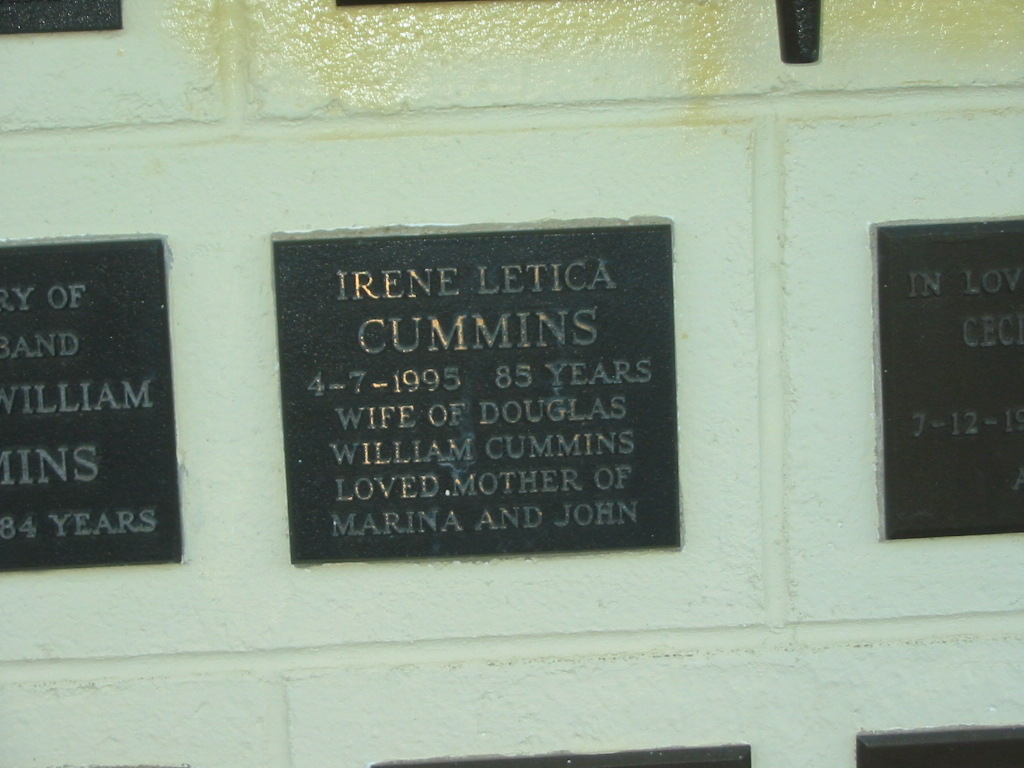 RY OF
BAND
WILLIAM
MINS
84 YEARS
IRENE LETICA
CUMMINS
4-7-1995 85 YEARS
WIFE OF DOUGLAS
WILLIAM CUMMINS
LOVED MOTHER OF
MARINA AND JOHN
IN LOV
CECI
7-12-19
A